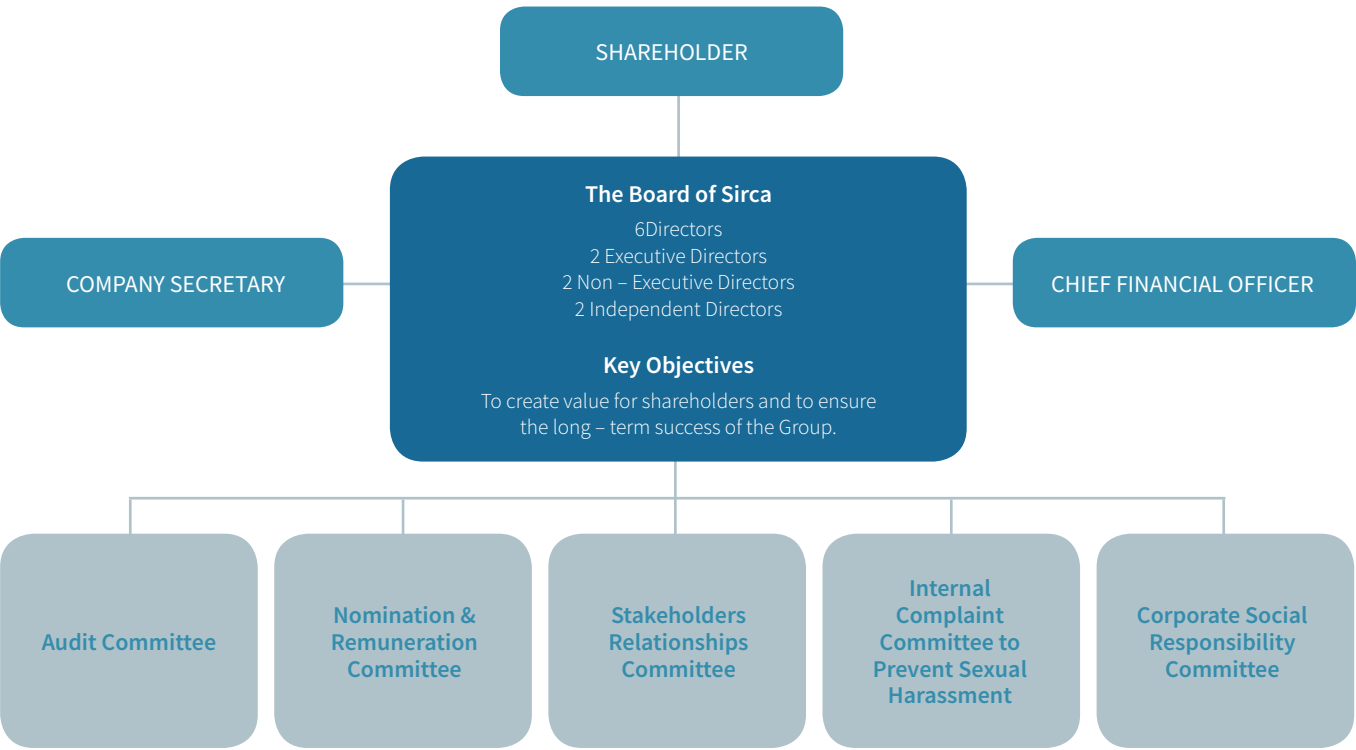 SHAREHOLDER
The Board of Sirca
6Directors
2 Executive Directors
2 Non – Executive Directors
2 Independent Directors
Key Objectives
To create value for shareholders and to ensure
the long – term success of the Group.
COMPANY SECRETARY
CHIEF FINANCIAL OFFICER
Audit Committee
Nomination &
Remuneration
Committee
Stakeholders
Relationships
Committee
Internal
Complaint
Committee to
Prevent Sexual
Harassment
Corporate Social
Responsibility
Committee